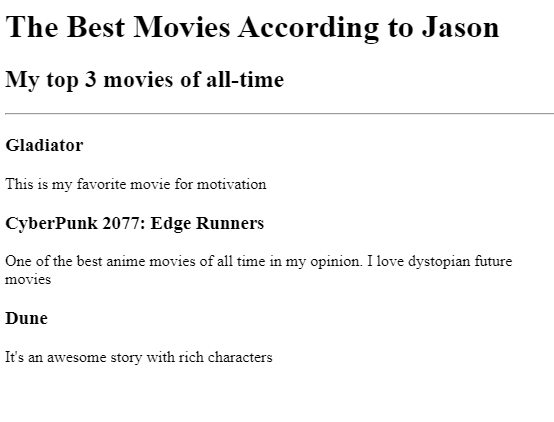 The Best Movies According to Jason
My top 3 movies of all-time
Gladiator
This is my favorite movie for motivation
CyberPunk 2077: Edge Runners
One of the best anime movies of all time in my opinion. I love dystopian future
movies
Dune
It's an awesome story with rich characters